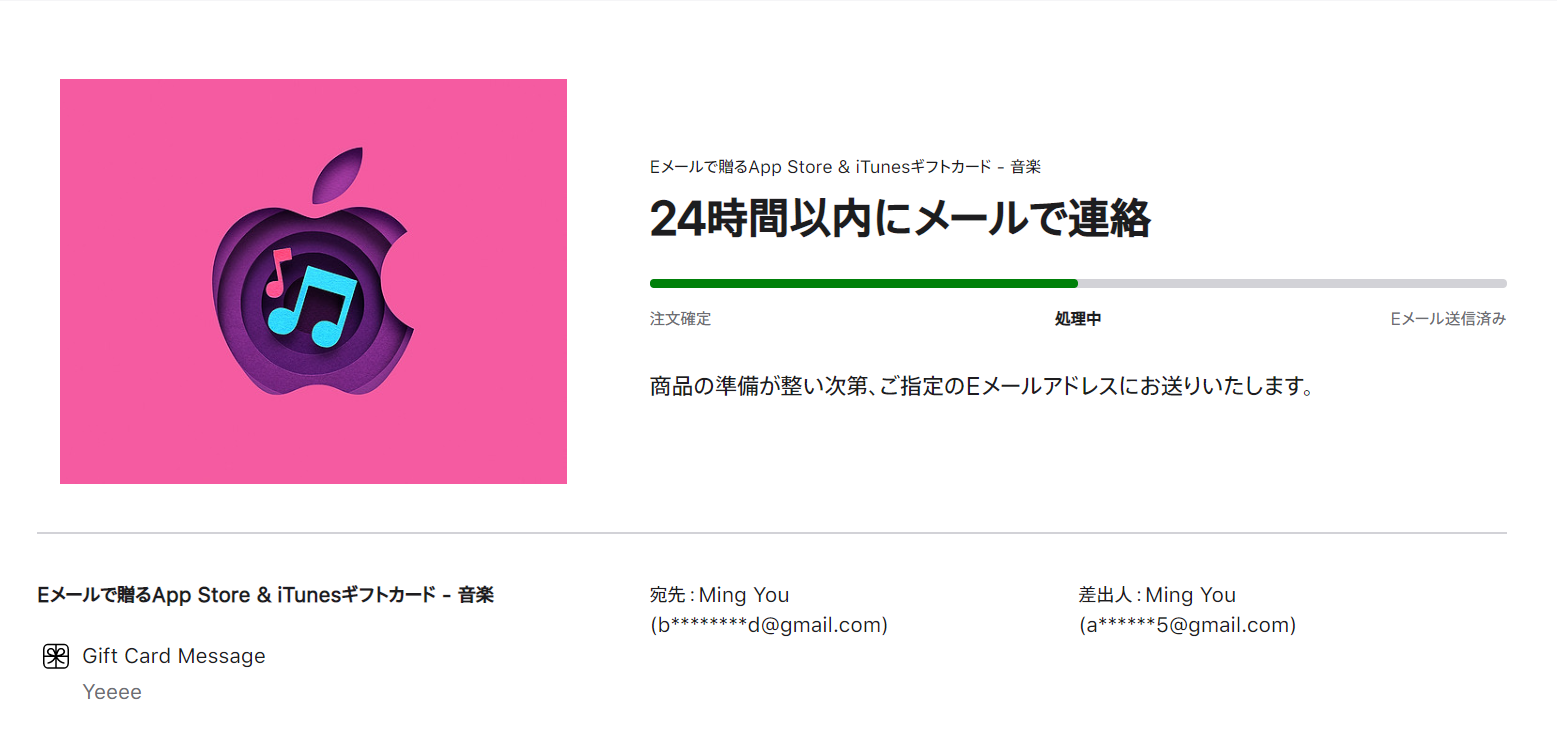 Eメールで贈るApp Store & iTunesギフトカード - 音楽
24時間以内にメールで連絡
注文確定
処理中
Eメール送信済み
商品の準備が整い次第、ご指定のEメールアドレスにお送りいたします。
Eメールで贈るApp Store & iTunesギフトカード - 音楽
Gift Card Message
Yeeee
宛先 : Ming You
(b********d@gmail.com)
差出人 : Ming You
(a******5@gmail.com)